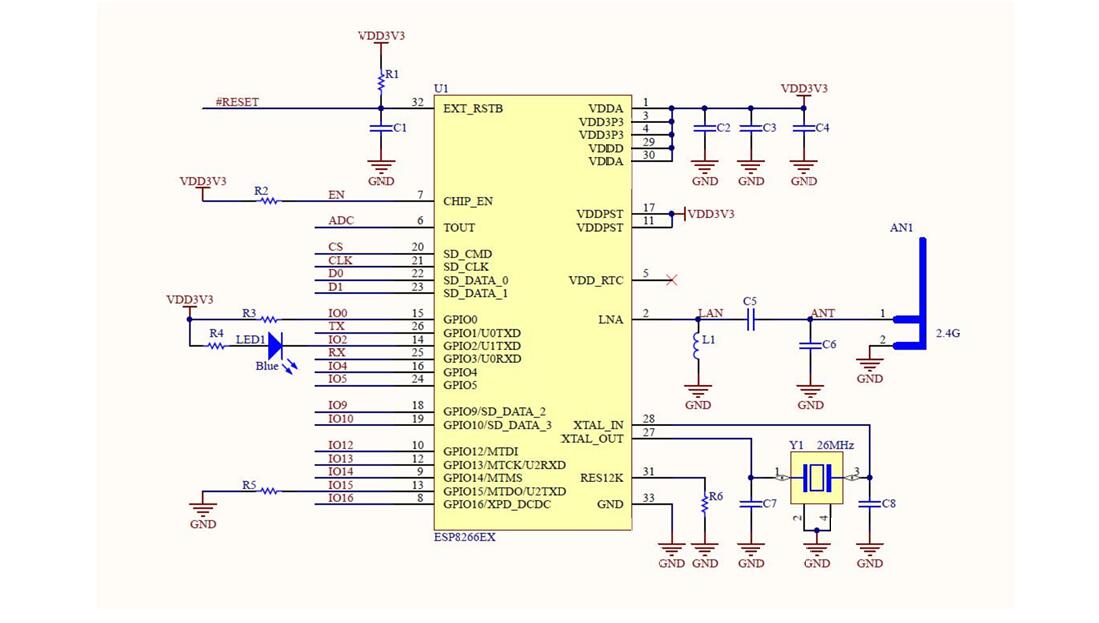 VDD3V3
R1
#RESET
C1
GND
VDD3V3
R2
EN
ADC
CS
CLK
D0
D1
VDD3V3
R3
IO0
TX
R4
LED1
Blue
IO2
RX
IO4
IO5
IO9
IO10
IO12
IO13
IO14
R5
IO15
IO16
GND
U1
32 EXT_RSTB
7 CHIP_EN
6 TOUT
20 SD_CMD
21 SD_CLK
22 SD_DATA_0
23 SD_DATA_1
15 GPIO0
26 GPIO1/U0TXD
14 GPIO2/U1TXD
25 GPIO3/U0RXD
16 GPIO4
24 GPIO5
18 GPIO9/SD_DATA_2
19 GPIO10/SD_DATA_3
10 GPIO12/MTDI
12 GPIO13/MTCK/U2RXD
9 GPIO14/MTMS
13 GPIO15/MTDO/U2TXD
8 GPIO16/XPD_DCDC
ESP8266EX
VDDA 1
VDD3P3 3
VDD3P3 4
VDDD 29
VDDA 30
VDDPST 17
VDDPST 11
VDD_RTC 5
LNA 2
XTAL_IN 28
XTAL_OUT 27
RES12K 31
GND 33
VDD3V3
C2
C3
C4
GND
GND
GND
VDD3V3
LAN
C5
ANT
L1
C6
GND
GND
AN1
1
2
2.4G
GND
Y1 26MHz
1
3
2
4
R6
C7
C8
GND
GND
GND
GND
GND